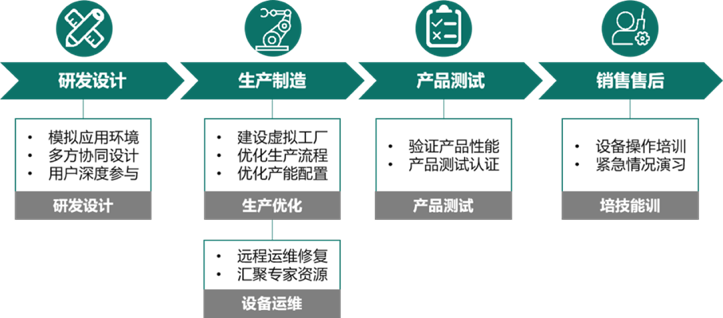 研发设计
生产制造
产品测试
销售售后
• 模拟应用环境
• 多方协同设计
• 用户深度参与
研发设计
• 建设虚拟工厂
• 优化生产流程
• 优化产能配置
生产优化
• 验证产品性能
• 产品测试认证
产品测试
• 设备操作培训
• 紧急情况演习
培技能训
• 远程运维修复
• 汇聚专家资源
设备运维